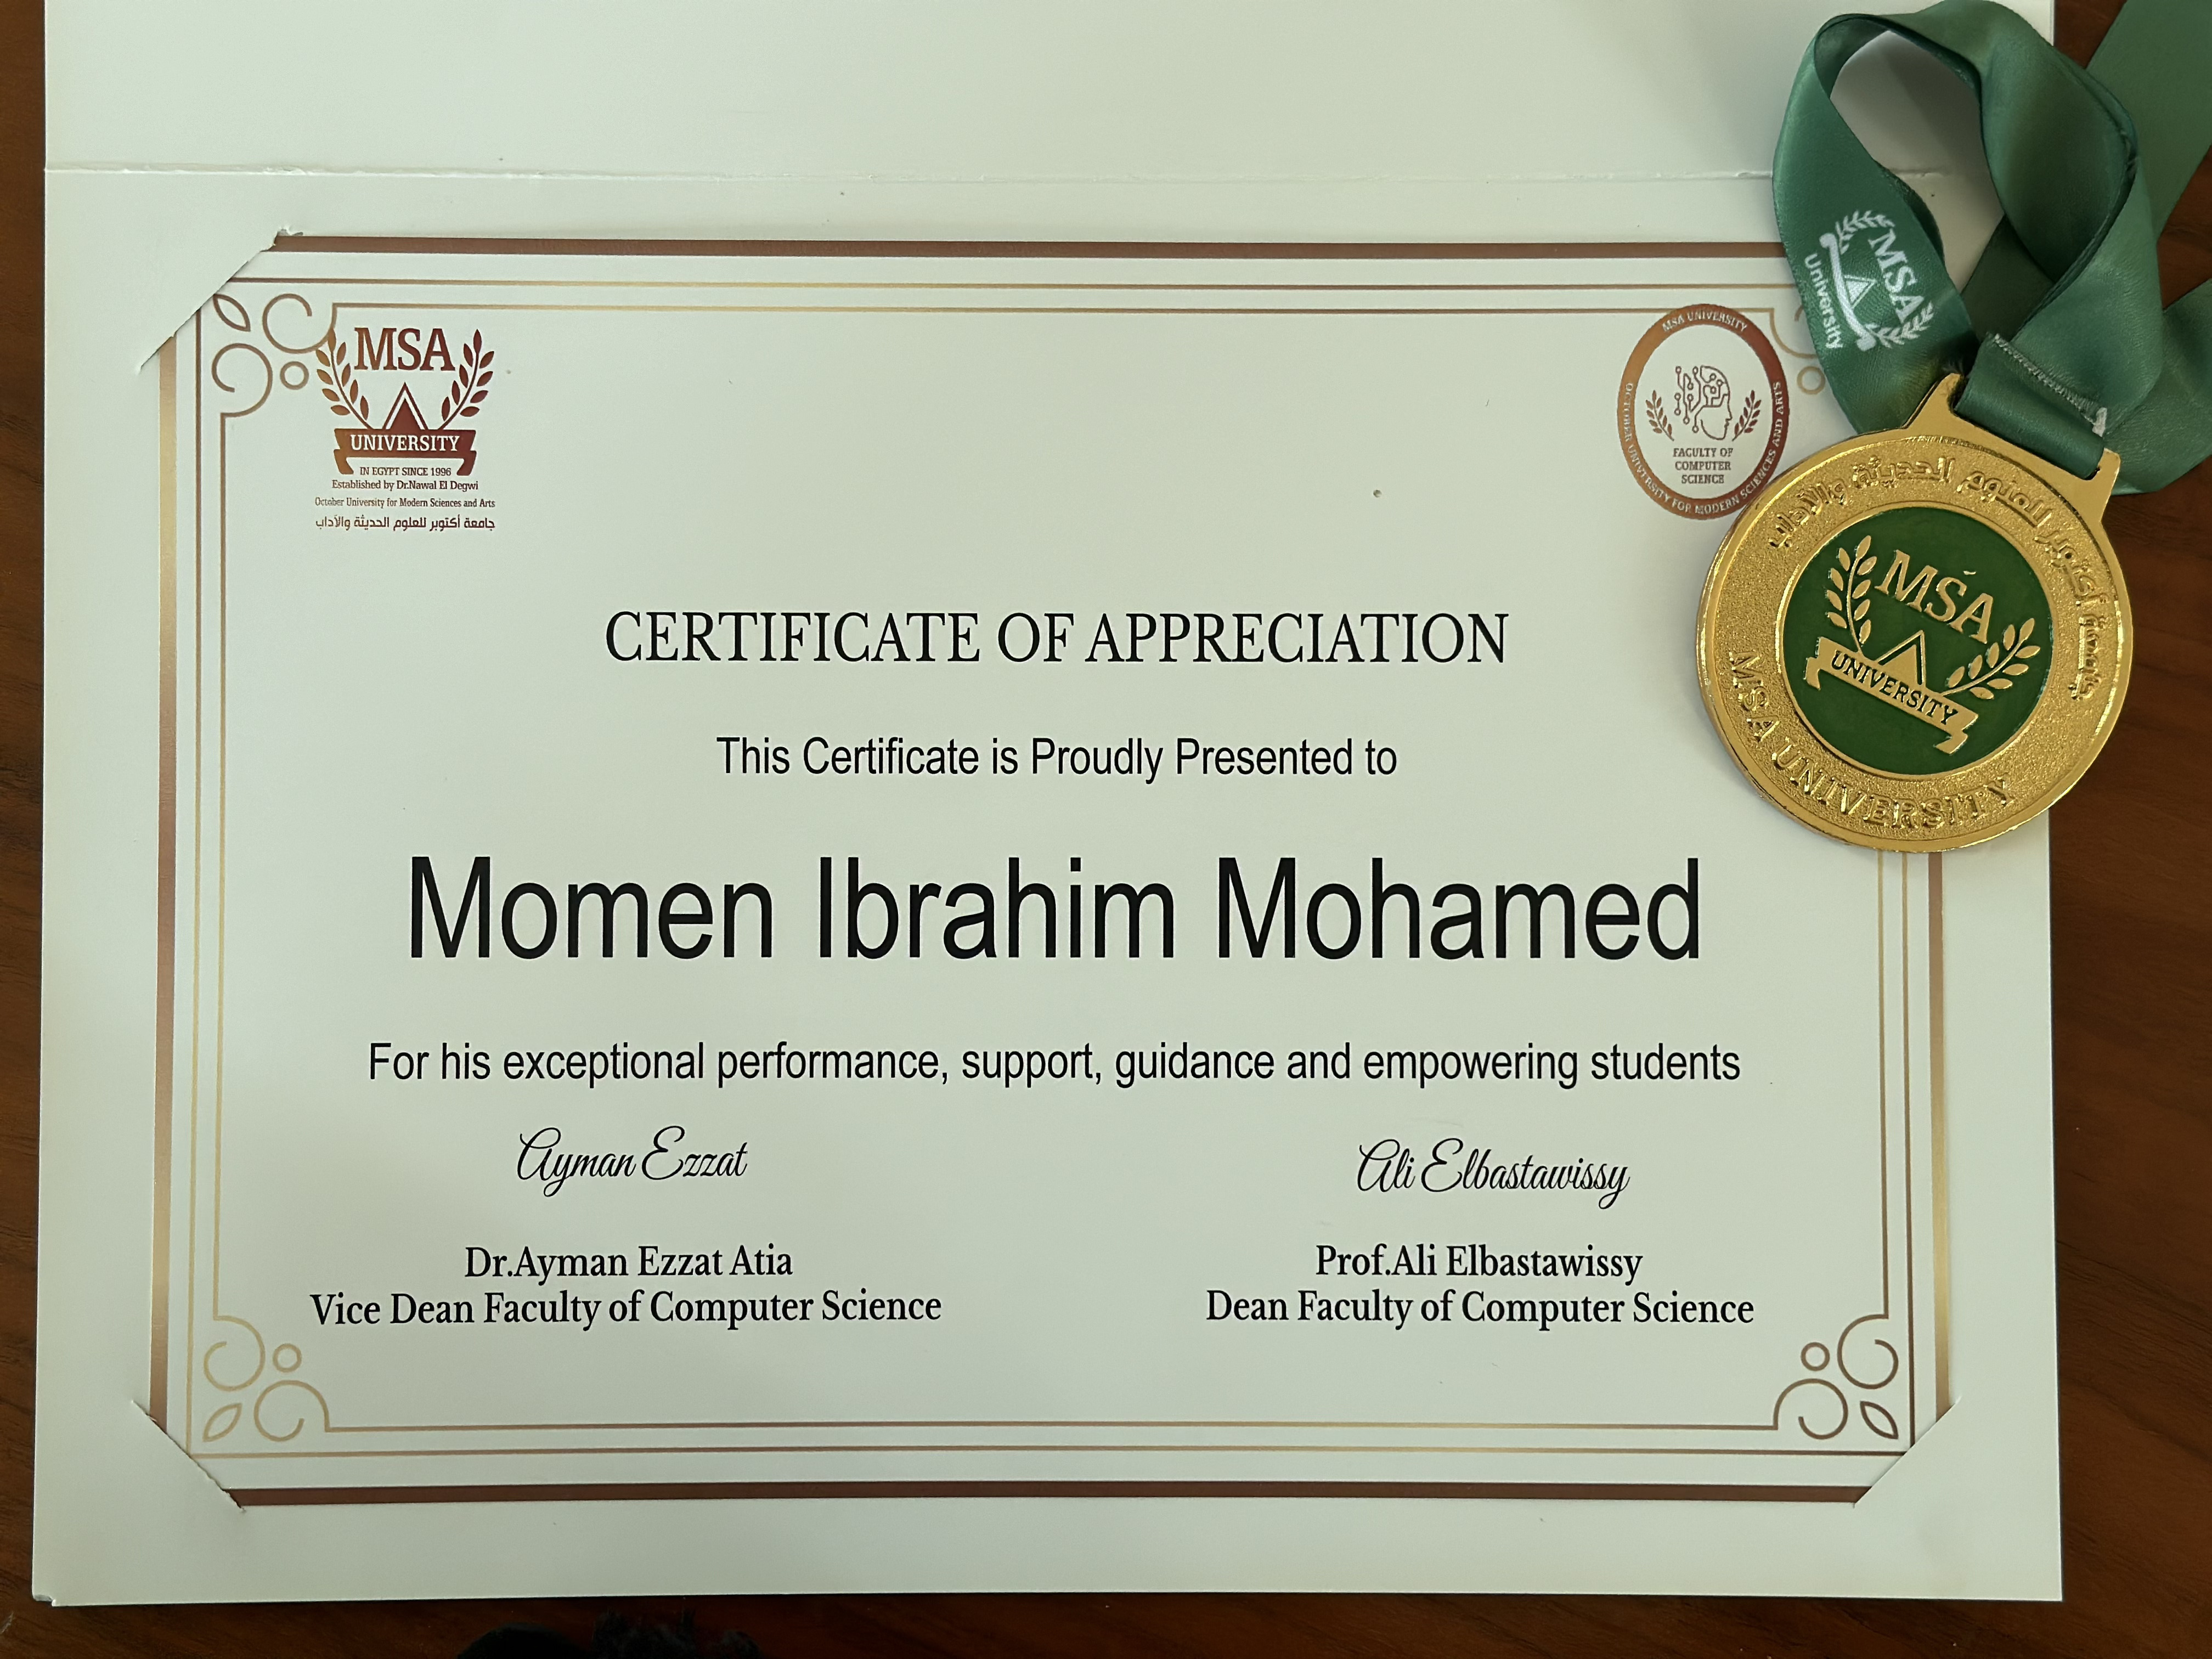 MSA
UNIVERSITY
IN EGYPT SINCE 1996
Established by Dr.Nawal El Degwi
October University for Modern Sciences and Arts
جامعة أكتوبر للعلوم الحديثة والآداب
MSA UNIVERSITY
OCTOBER UNIVERSITY FOR MODERN SCIENCES AND ARTS
FACULTY OF
COMPUTER
SCIENCE
MSA
University
جامعة أكتوبر للعلوم الحديثة والآداب
MSA
UNIVERSITY
MSA UNIVERSITY
CERTIFICATE OF APPRECIATION
This Certificate is Proudly Presented to
Momen Ibrahim Mohamed
For his exceptional performance, support, guidance and empowering students
Ayman Ezzat
Ali Elbastawissy
Dr.Ayman Ezzat Atia
Vice Dean Faculty of Computer Science
Prof.Ali Elbastawissy
Dean Faculty of Computer Science